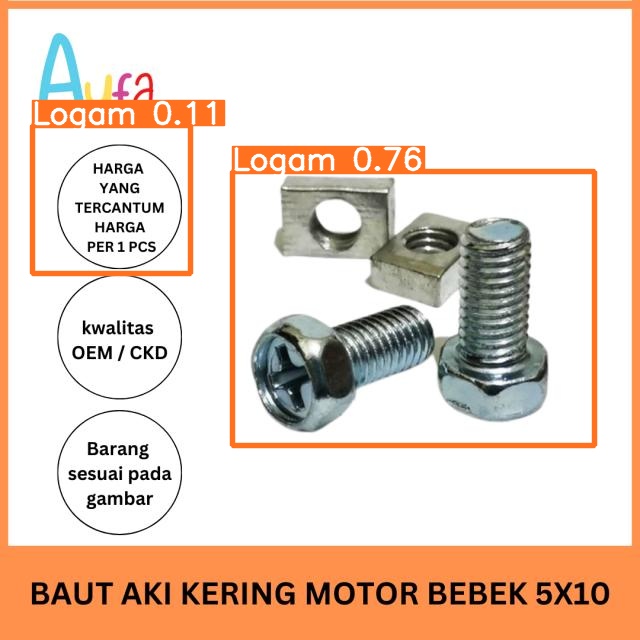 Aufa
Logam 0.11
Logam 0.76
HARGA
YANG
TERCANTUM
HARGA
PER 1 PCS
kwalitas
OEM / CKD
Barang
sesuai pada
gambar
BAUT AKI KERING MOTOR BEBEK 5X10